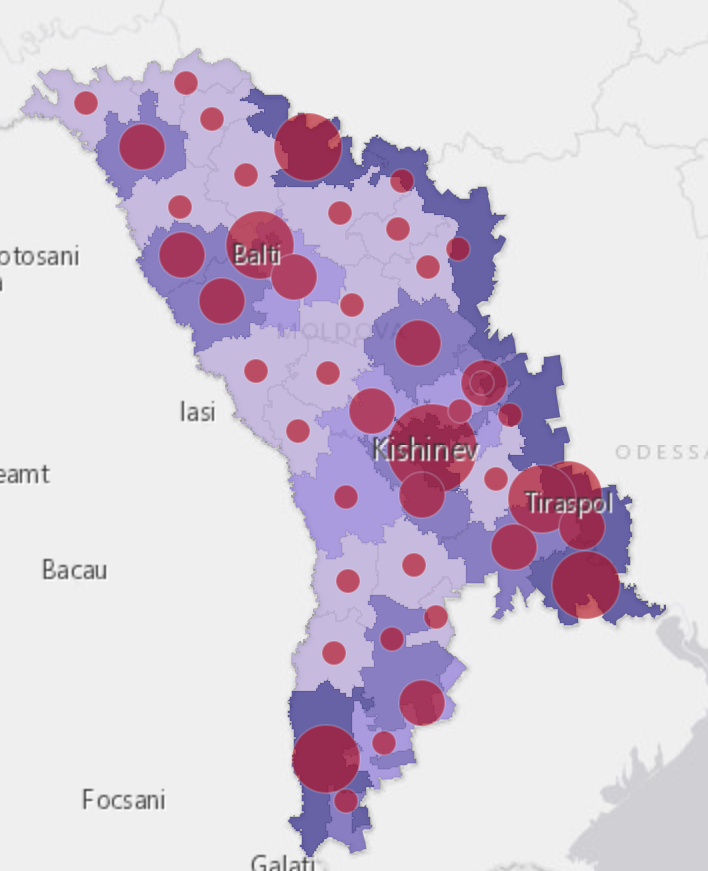 otosani
Balti
MOLDOVA
Iasi
Kishinev
ODESSA
eamt
Tiraspol
Bacau
Focsani
Galati